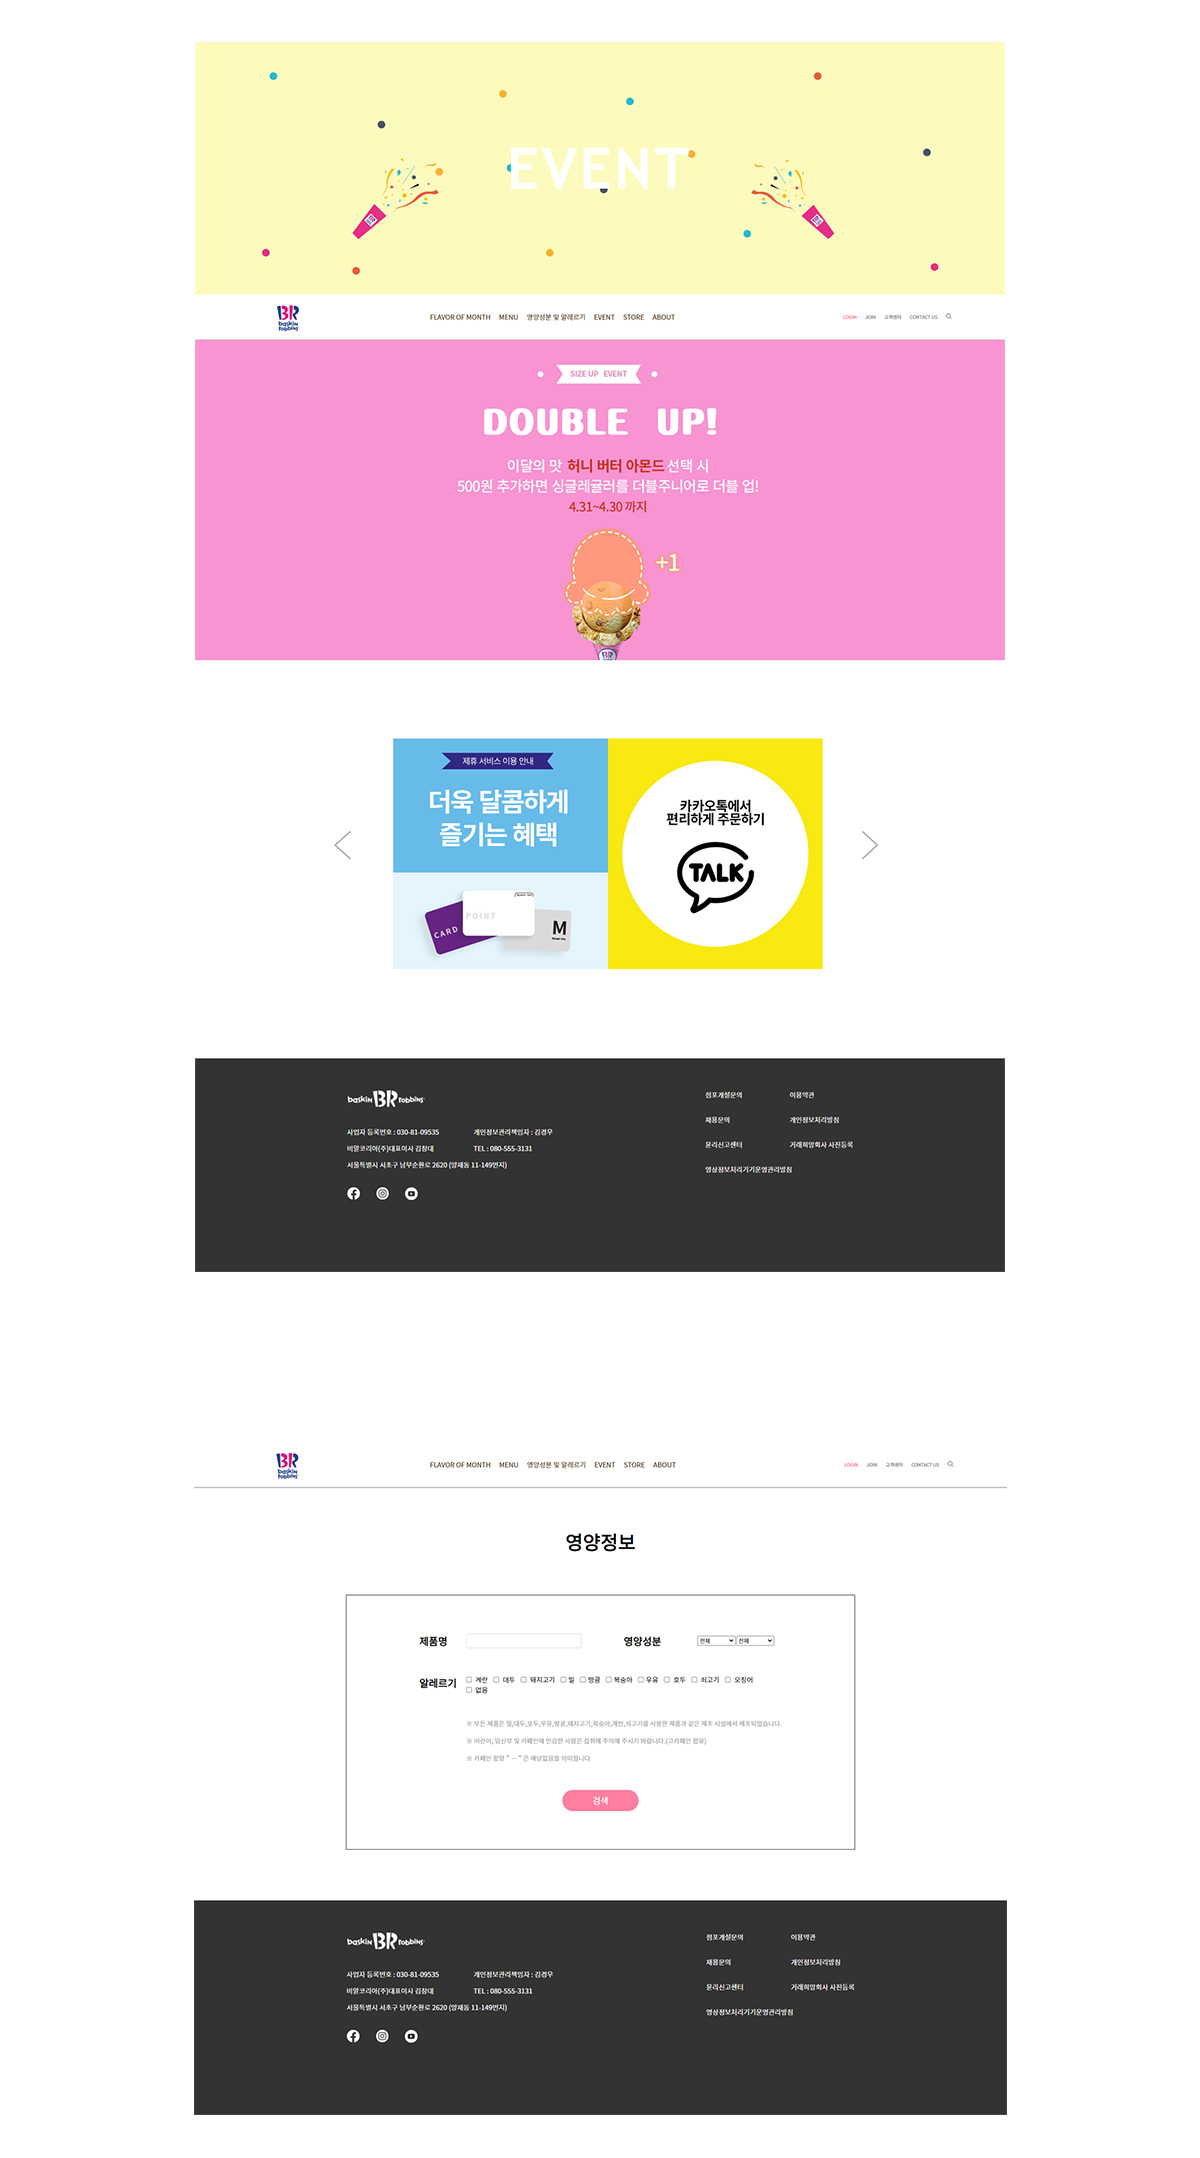 EVENT
BR
baskin
robbins
FLAVOR OF MONTH MENU 영양성분 및 알레르기 EVENT STORE ABOUT
LOGIN JOIN 고객센터 CONTACT US
SIZE UP EVENT
DOUBLE UP!
이달의 맛 허니 버터 아몬드 선택 시
500원 추가하면 싱글레귤러를 더블주니어로 더블 업!
4.31~4.30 까지
+1
BR
제휴 서비스 이용 안내
더욱 달콤하게
즐기는 혜택
CARD
POINT
M
카카오톡에서
편리하게 주문하기
TALK
baskin BR robbins
사업자 등록번호 : 030-81-09535 개인정보관리책임자 : 김경우
비알코리아(주)대표이사 김창대 TEL : 080-555-3131
서울특별시 서초구 남부순환로 2620 (양재동 11-149번지)
점포개설문의 이용약관
채용문의 개인정보처리방침
윤리신고센터 거래희망회사 사진등록
영상정보처리기기운영관리방침
BR
baskin
robbins
FLAVOR OF MONTH MENU 영양성분 및 알레르기 EVENT STORE ABOUT
LOGIN JOIN 고객센터 CONTACT US
영양정보
제품명 영양성분 전체 전체
알레르기 계란 대두 돼지고기 밀 땅콩 복숭아 우유 호두 쇠고기 오징어
없음
※ 모든 제품은 밀,대두,호두,우유,땅콩,돼지고기,복숭아,계란,쇠고기를 사용한 제품과 같은 제조 시설에서 제조되었습니다.
※ 어린이, 임산부 및 카페인에 민감한 사람은 섭취에 주의해 주시기 바랍니다.(고카페인 함유)
※ 카페인 함량 " — " 은 해당없음을 의미합니다
검색
baskin BR robbins
사업자 등록번호 : 030-81-09535 개인정보관리책임자 : 김경우
비알코리아(주)대표이사 김창대 TEL : 080-555-3131
서울특별시 서초구 남부순환로 2620 (양재동 11-149번지)
점포개설문의 이용약관
채용문의 개인정보처리방침
윤리신고센터 거래희망회사 사진등록
영상정보처리기기운영관리방침